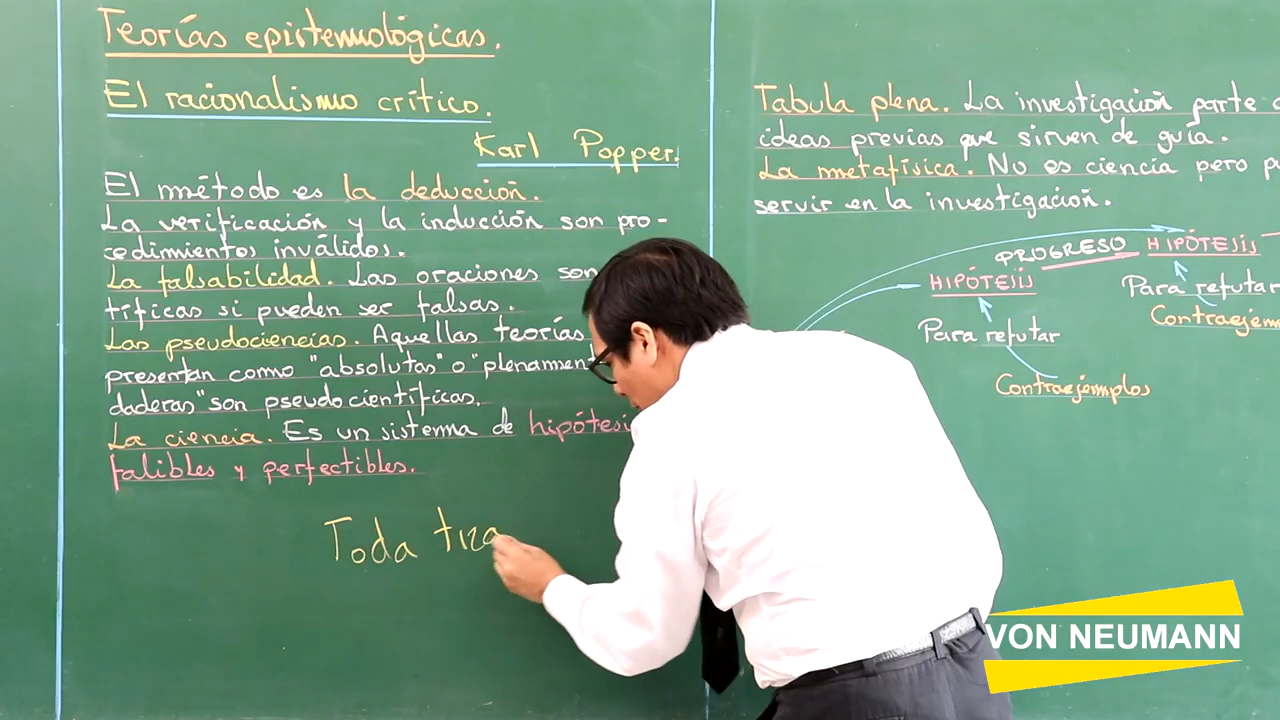 Teorías epistemológicas.
El racionalismo crítico.
Karl Popper.
El método es la deducción.
La verificación y la inducción son pro-
cedimientos inválidos.
La falsabilidad. Las oraciones son
tíficas si pueden ser falsas.
Las pseudociencias. Aquellas teorías
presentan como "absolutas" o "plenament
daderas" son pseudocientíficas.
La ciencia. Es un sistema de hipótesi
falibles y perfectibles.
Toda tiza
Tabula plena. La investigación parte
ideas previas que sirven de guía.
La metafísica. No es ciencia pero p
servir en la investigación.
PROGRESO
HIPÓTESIS
HIPÓTESIS
Para refutar
Contraejemplos
Para refutar
Contraejem
VON NEUMANN